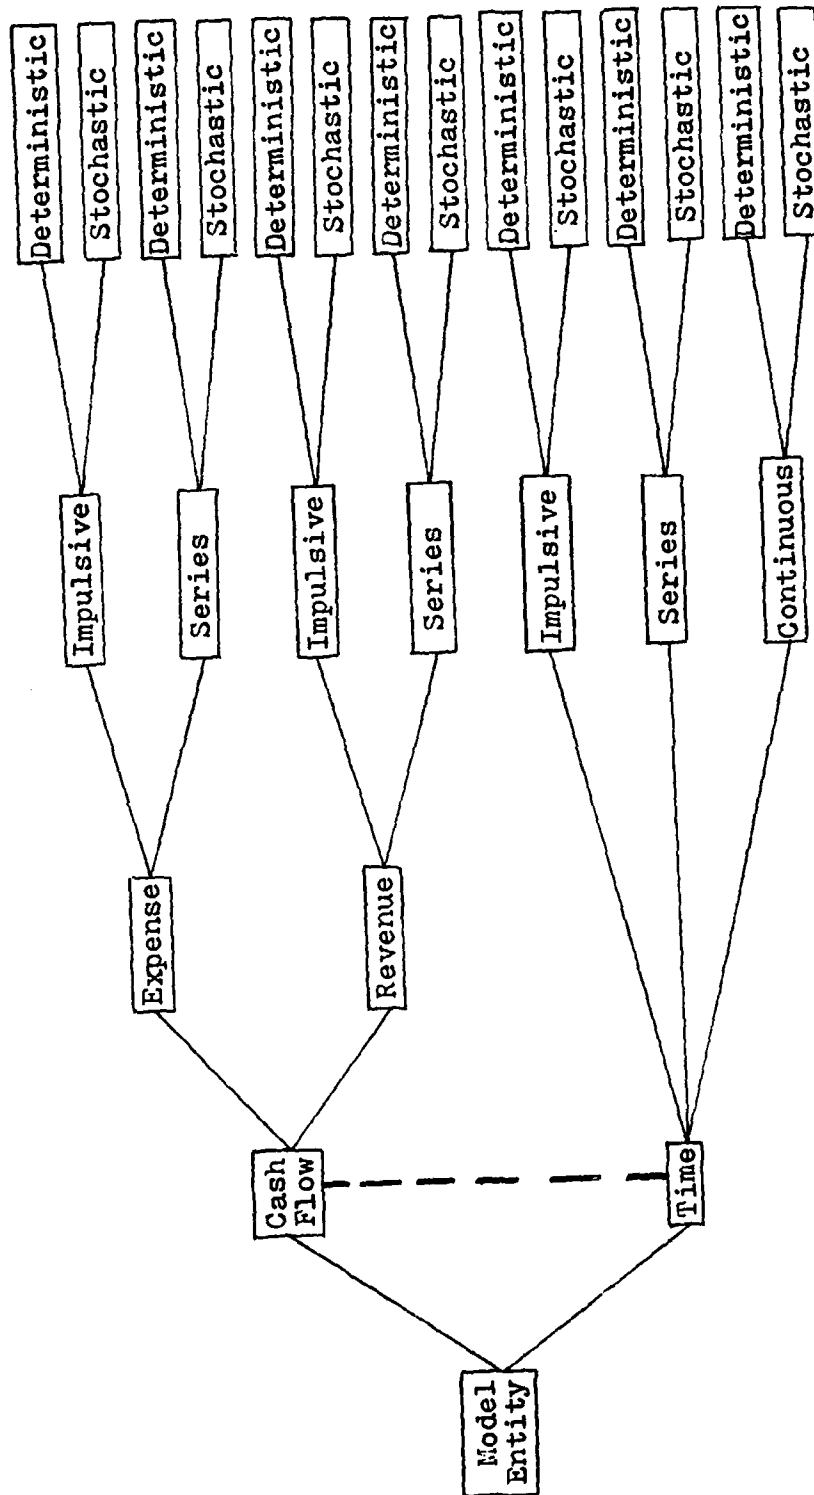 Model
Entity
Cash
Flow
Time
Expense
Revenue
Impulsive
Series
Impulsive
Series
Impulsive
Series
Continuous
Deterministic
Stochastic
Deterministic
Stochastic
Deterministic
Stochastic
Deterministic
Stochastic
Deterministic
Stochastic
Deterministic
Stochastic
Deterministic
Stochastic